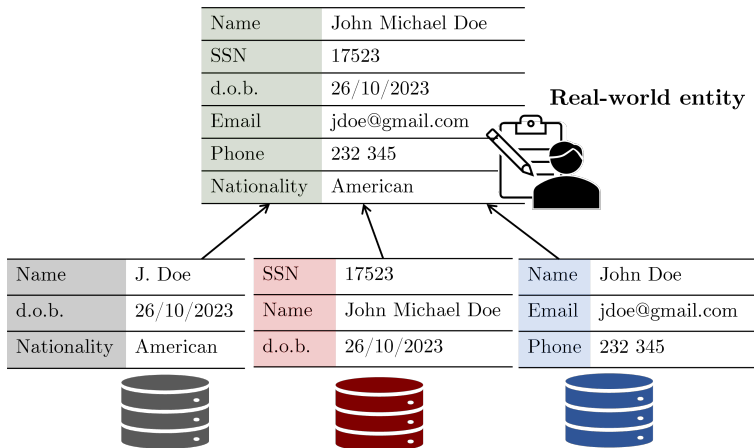 Name John Michael Doe
SSN 17523
d.o.b. 26/10/2023
Email jdoe@gmail.com
Phone 232 345
Nationality American
Real-world entity
Name J. Doe
d.o.b. 26/10/2023
Nationality American
SSN 17523
Name John Michael Doe
d.o.b. 26/10/2023
Name John Doe
Email jdoe@gmail.com
Phone 232 345